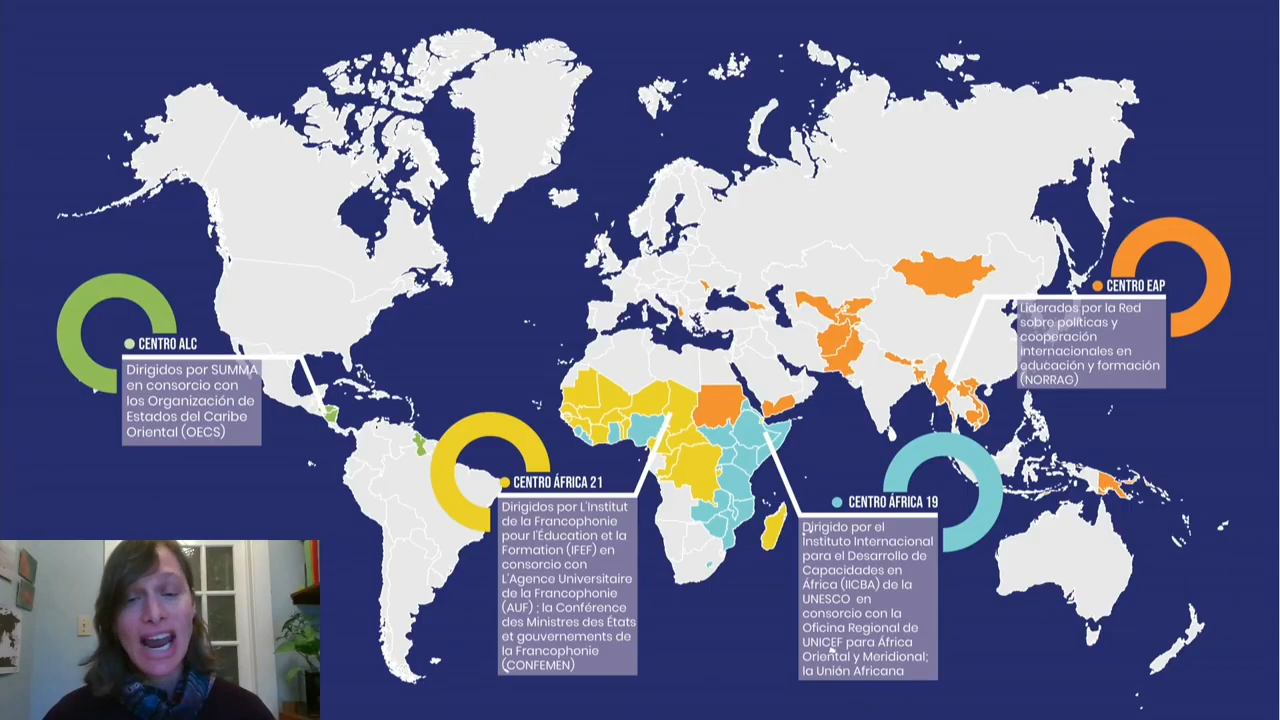 CENTRO ALC
Dirigidos por SUMMA
en consorcio con
los Organización de
Estados del Caribe
Oriental (OECS)
CENTRO ÁFRICA 21
Dirigidos por L'Institut
de la Francophonie
pour l'Éducation et la
Formation (IFEF) en
consorcio con
L'Agence Universitaire
de la Francophonie
(AUF) ; la Conférence
des Ministres des États
et gouvernements de
la Francophonie
(CONFEMEN)
CENTRO ÁFRICA 19
Dirigido por el
Instituto Internacional
para el Desarrollo de
Capacidades en
África (IICBA) de la
UNESCO en
consorcio con la
Oficina Regional de
UNICEF para África
Oriental y Meridional;
la Unión Africana
CENTRO EAP
Liderados por la Red
sobre políticas y
cooperación
internacionales en
educación y formación
(NORRAG)